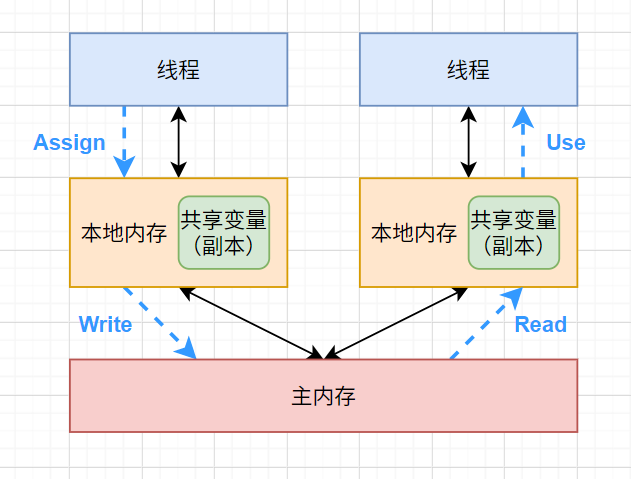 线程
线程
Assign
Use
本地内存
共享变量
（副本）
本地内存
共享变量
（副本）
Write
Read
主内存